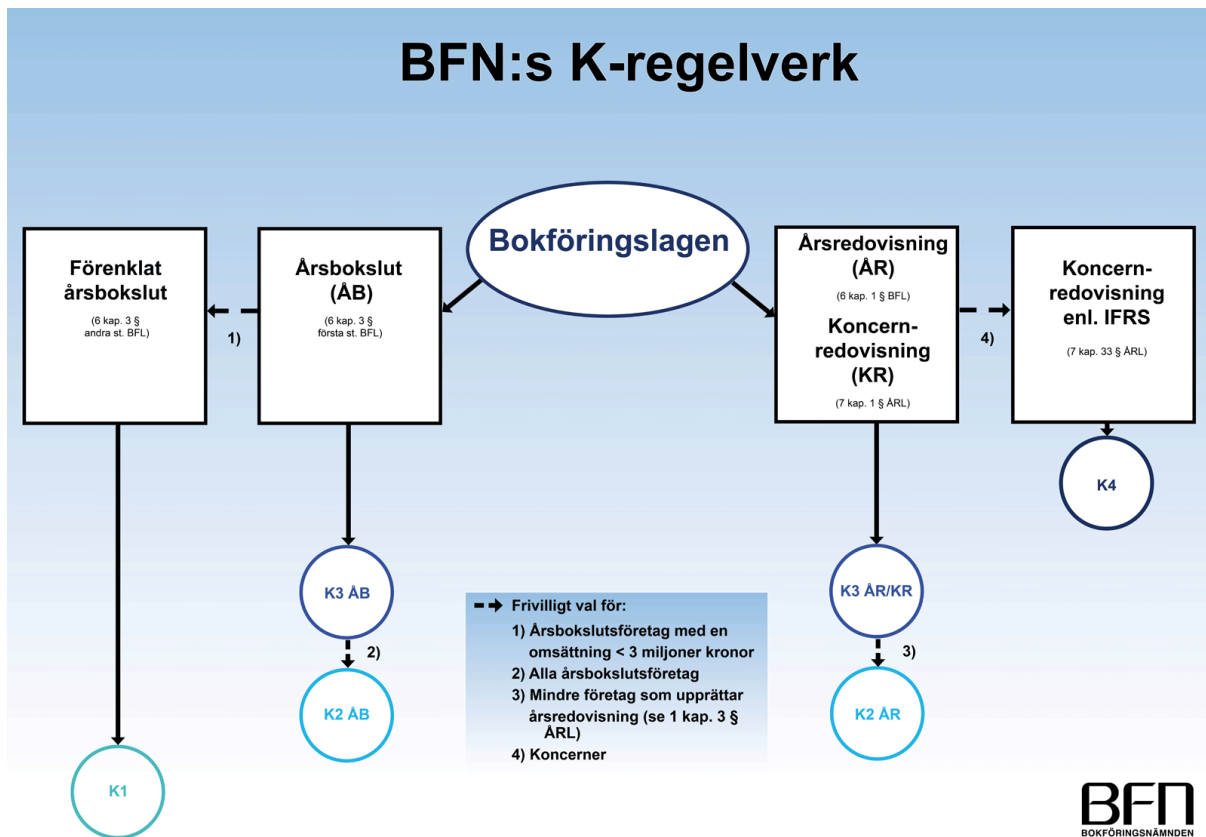 BFN:s K-regelverk
Bokföringslagen
Förenklat
årsbokslut
(6 kap. 3 §
andra st. BFL)
1)
Årsbokslut
(ÅB)
(6 kap. 3 §
första st. BFL)
Årsredovisning
(ÅR)
(6 kap. 1 § BFL)
Koncern-
redovisning
(KR)
(7 kap. 1 § ÅRL)
4)
Koncern-
redovisning
enl. IFRS
(7 kap. 33 § ÅRL)
K4
K3 ÅB
2)
K2 ÅB
K3 ÅR/KR
3)
K2 ÅR
K1
Frivilligt val för:
1) Årsbokslutsföretag med en
omsättning < 3 miljoner kronor
2) Alla årsbokslutsföretag
3) Mindre företag som upprättar
årsredovisning (se 1 kap. 3 §
ÅRL)
4) Koncerner
BFN
BOKFÖRINGSNÄMNDEN